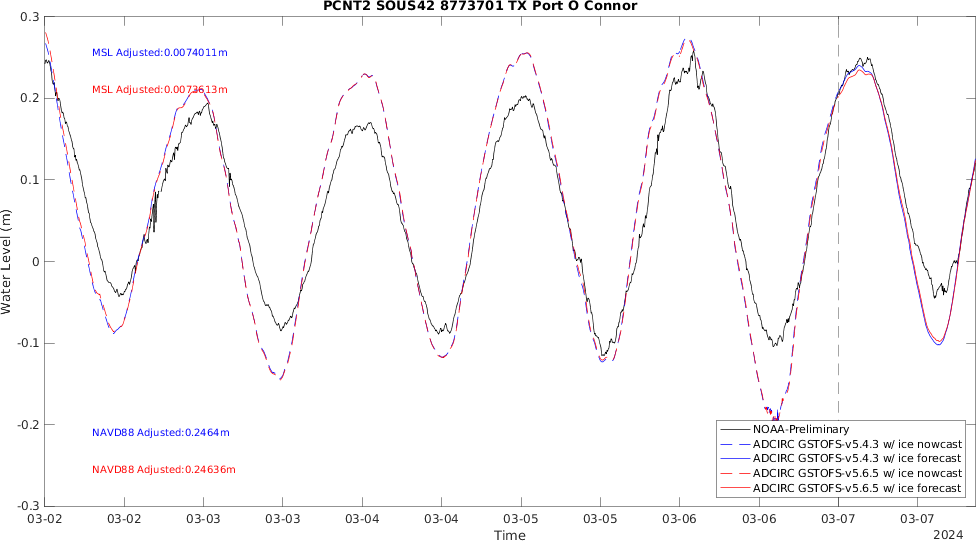 PCNT2 SOUS42 8773701 TX Port O Connor
0.3
0.2
0.1
0
-0.1
-0.2
-0.3
Water Level (m)
MSL Adjusted:0.0074011m
MSL Adjusted:0.0073613m
NAVD88 Adjusted:0.2464m
NAVD88 Adjusted:0.24636m
NOAA-Preliminary
ADCIRC GSTOFS-v5.4.3 w/ ice nowcast
ADCIRC GSTOFS-v5.4.3 w/ ice forecast
ADCIRC GSTOFS-v5.6.5 w/ ice nowcast
ADCIRC GSTOFS-v5.6.5 w/ ice forecast
03-02 03-02 03-03 03-03 03-04 03-04 03-05 03-05 03-06 03-06 03-07 03-07
Time
2024